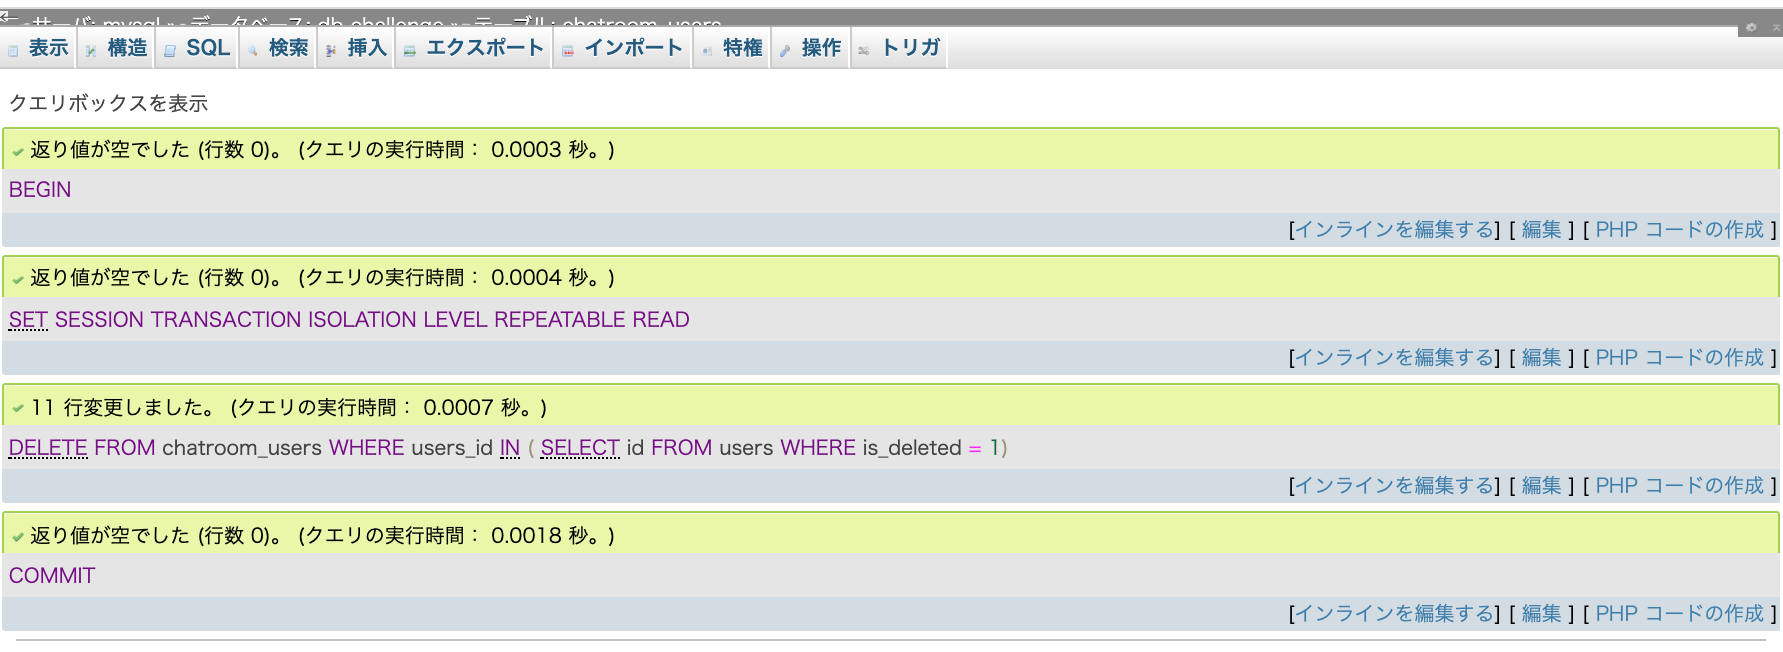 サーバ: mysql » データベース: db_challenge » テーブル: chatroom_users
表示 構造 SQL 検索 挿入 エクスポート インポート 特権 操作 トリガ
クエリボックスを表示
返り値が空でした (行数 0)。 (クエリの実行時間： 0.0003 秒。)
BEGIN
[インラインを編集する] [ 編集 ] [ PHP コードの作成 ]
返り値が空でした (行数 0)。 (クエリの実行時間： 0.0004 秒。)
SET SESSION TRANSACTION ISOLATION LEVEL REPEATABLE READ
[インラインを編集する] [ 編集 ] [ PHP コードの作成 ]
11 行変更しました。 (クエリの実行時間： 0.0007 秒。)
DELETE FROM chatroom_users WHERE users_id IN ( SELECT id FROM users WHERE is_deleted = 1)
[インラインを編集する] [ 編集 ] [ PHP コードの作成 ]
返り値が空でした (行数 0)。 (クエリの実行時間： 0.0018 秒。)
COMMIT
[インラインを編集する] [ 編集 ] [ PHP コードの作成 ]